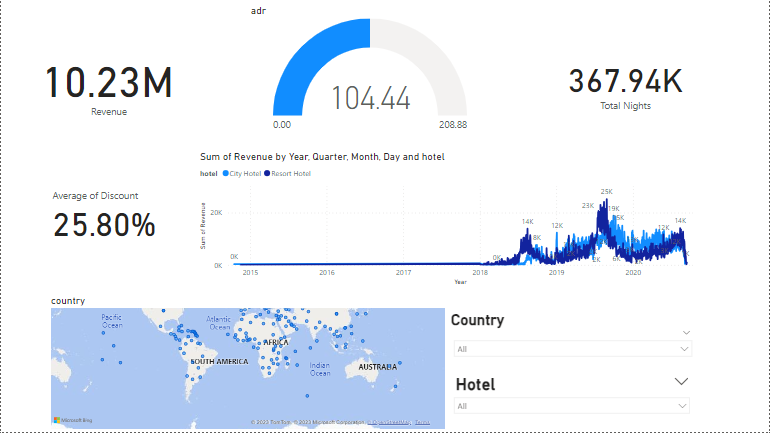 adr
10.23M
Revenue
104.44
0.00
208.88
367.94K
Total Nights
Sum of Revenue by Year, Quarter, Month, Day and hotel
hotel City Hotel Resort Hotel
Average of Discount
25.80%
Sum of Revenue
20K
0K
0K
0K
14K
8K
12K
23K
25K
19K
15K
12K
14K
2015
2016
2017
2018
2019
2020
Year
country
Pacific
Ocean
Atlantic
Ocean
AFRICA
SOUTH AMERICA
Indian
Ocean
AUSTRALIA
Microsoft Bing
© 2023 TomTom, © 2023 Microsoft Corporation, © OpenStreetMap Terms
Country
All
Hotel
All